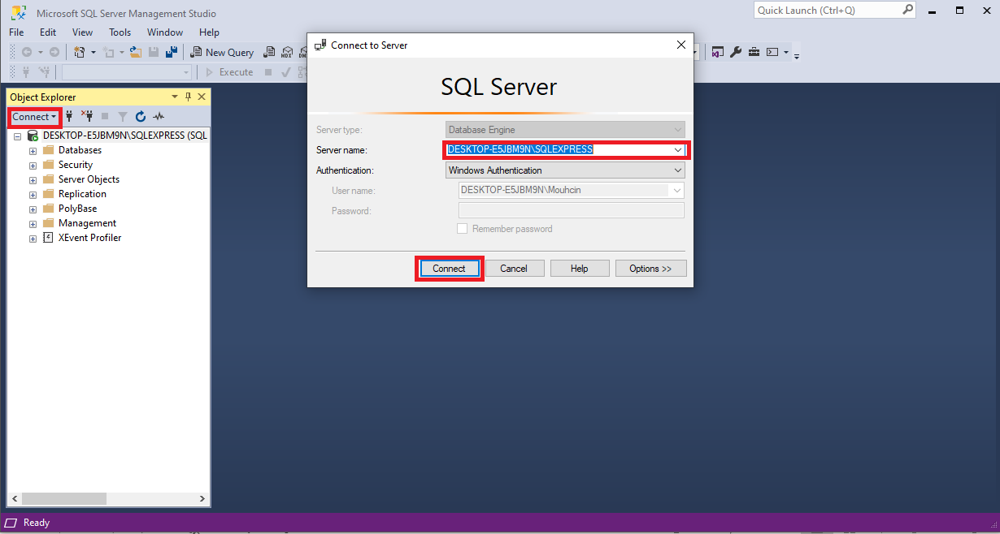 Microsoft SQL Server Management Studio
Quick Launch (Ctrl+Q)
File Edit View Tools Window Help
New Query
MDX
Execute
Object Explorer
Connect
DESKTOP-E5JBM9N\SQLEXPRESS (SQL
Databases
Security
Server Objects
Replication
PolyBase
Management
XEvent Profiler
Connect to Server
SQL Server
Server type: Database Engine
Server name: DESKTOP-E5JBM9N\SQLEXPRESS
Authentication: Windows Authentication
User name: DESKTOP-E5JBM9N\Mouhcin
Password:
Remember password
Connect Cancel Help Options >>
Ready